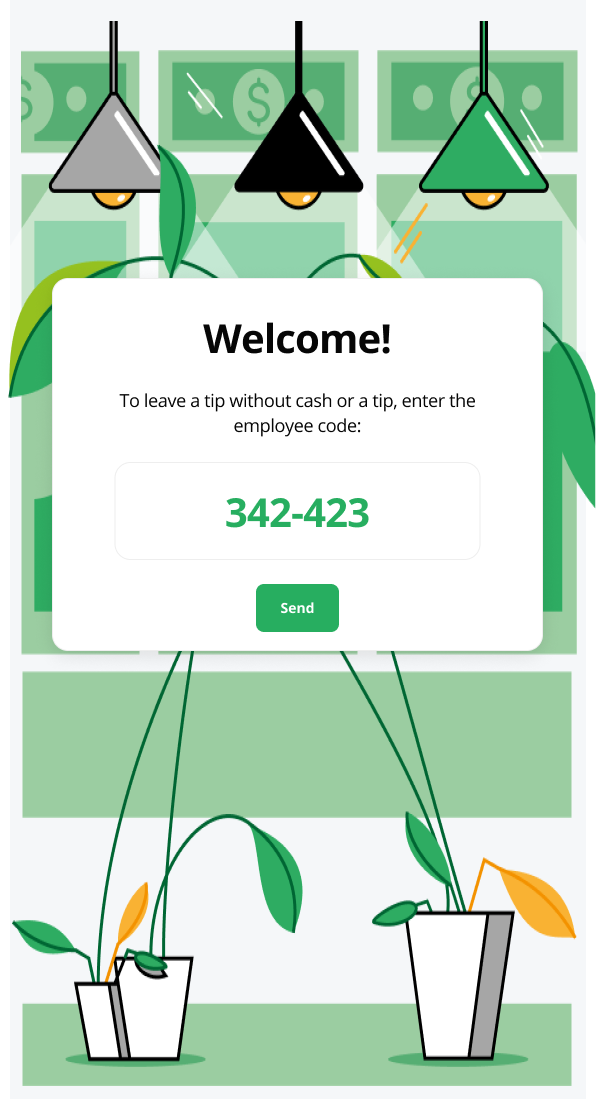 Welcome!
To leave a tip without cash or a tip, enter the
employee code:
342-423
Send